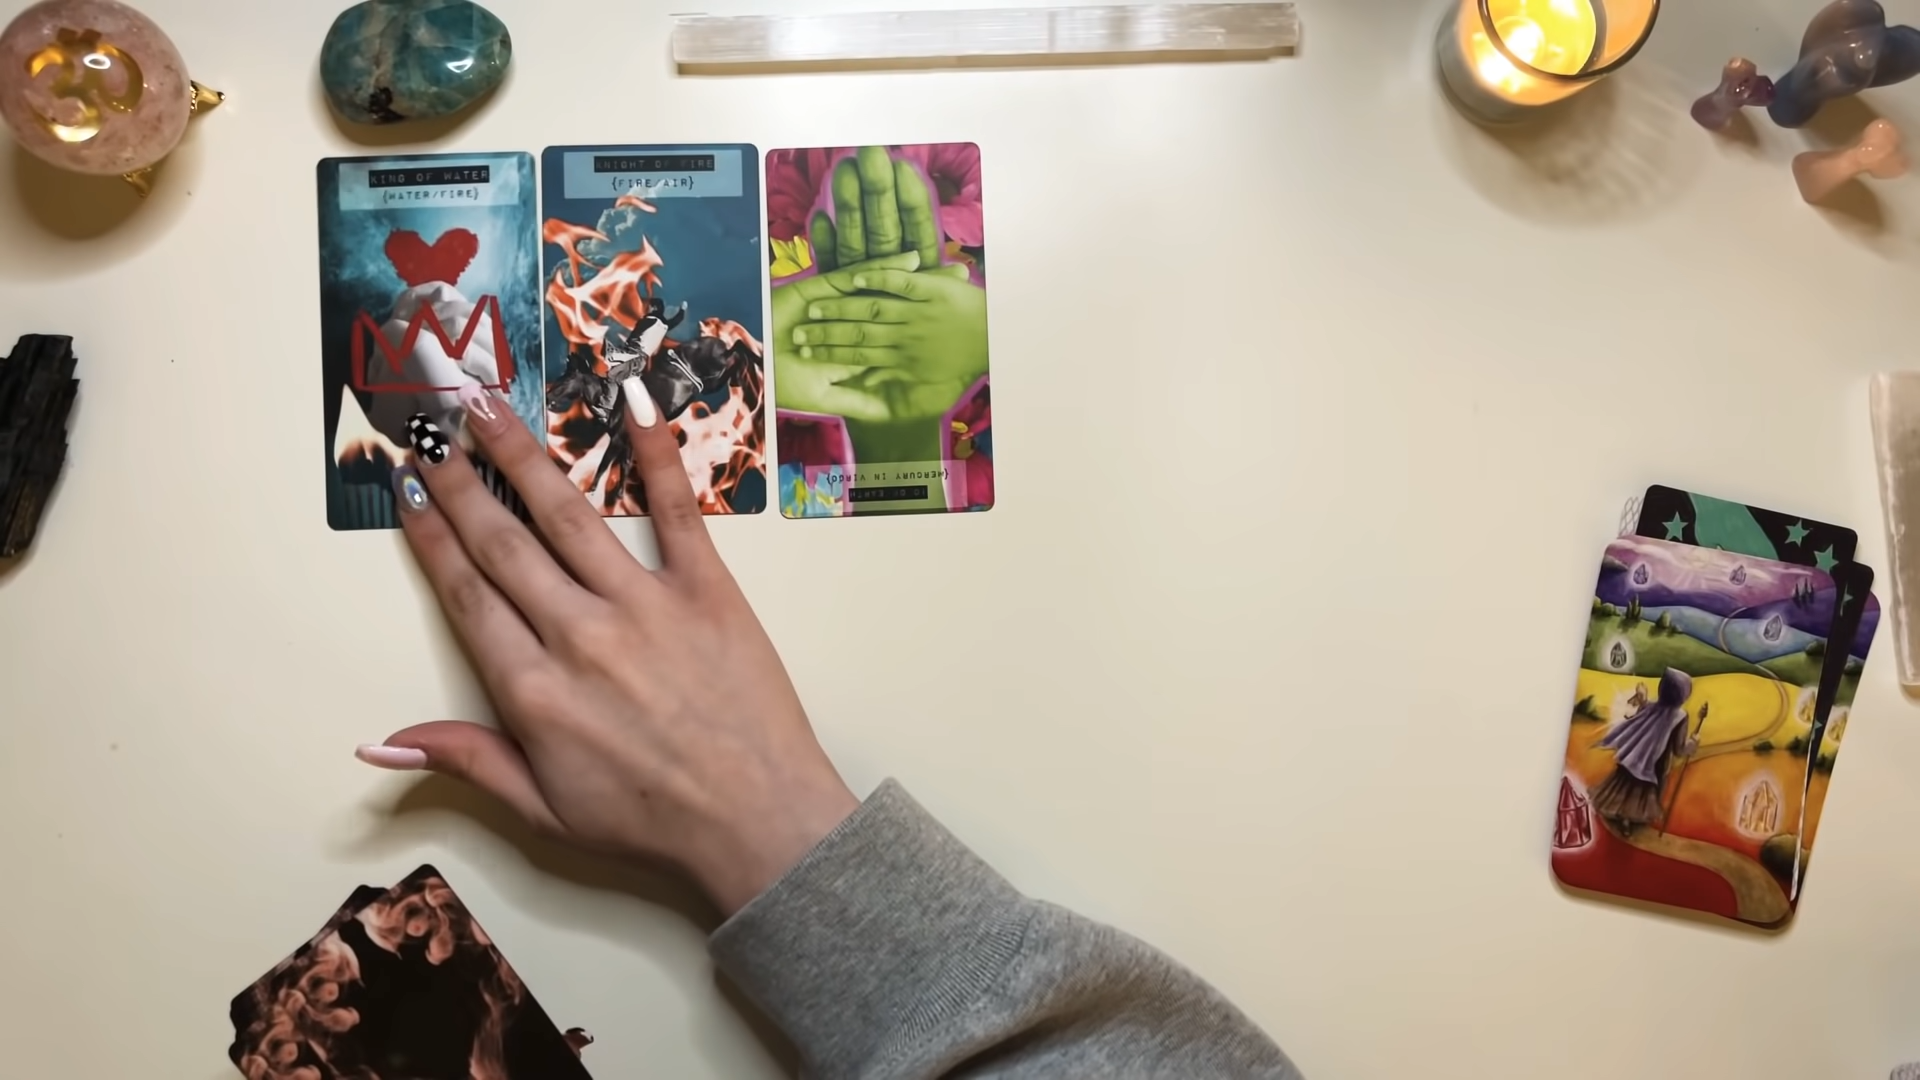 KING OF WATER
{WATER/FIRE}
KNIGHT OF FIRE
{FIRE/AIR}
10 OF EARTH
{MERCURY IN VIRGO}